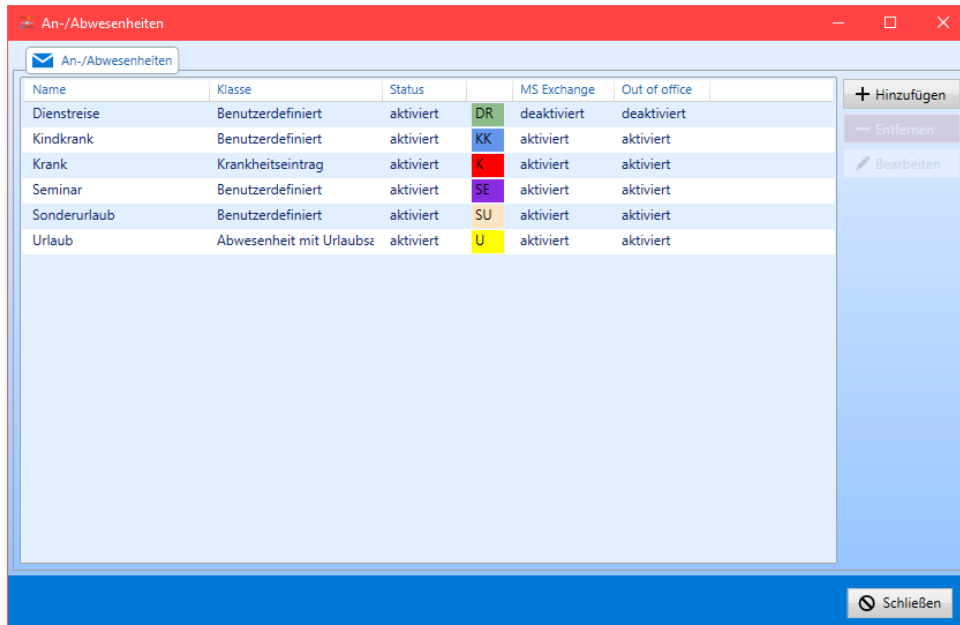 An-/Abwesenheiten
An-/Abwesenheiten
Name Klasse Status MS Exchange Out of office
Dienstreise Benutzerdefiniert aktiviert DR deaktiviert deaktiviert
Kindkrank Benutzerdefiniert aktiviert KK aktiviert aktiviert
Krank Krankheitseintrag aktiviert K aktiviert aktiviert
Seminar Benutzerdefiniert aktiviert SE aktiviert aktiviert
Sonderurlaub Benutzerdefiniert aktiviert SU aktiviert aktiviert
Urlaub Abwesenheit mit Urlaubsa aktiviert U aktiviert aktiviert
Hinzufügen
Entfernen
Bearbeiten
Schließen